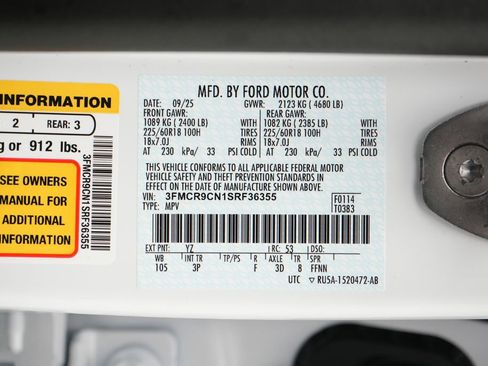 INFORMATION
2 REAR: 3
g or 912 lbs.
SEE OWNERS
MANUAL FOR
ADDITIONAL
INFORMATION
3FMCR9CN1SRF36355
MFD. BY FORD MOTOR CO.
DATE: 09/25 GVWR: 2123 KG ( 4680 LB)
FRONT GAWR: REAR GAWR:
1089 KG ( 2400 LB) WITH 1082 KG ( 2385 LB) WITH
225/60R18 100H TIRES 225/60R18 100H TIRES
18x7.0J RIMS 18x7.0J RIMS
AT 230 kPa/ 33 PSI COLD AT 230 kPa/ 33 PSI COLD
THIS VEHICLE CONFORMS TO ALL APPLICABLE FEDERAL MOTOR
VEHICLE SAFETY AND THEFT PREVENTION STANDARDS IN EFFECT
ON THE DATE OF MANUFACTURE SHOWN ABOVE.
VIN: 3FMCR9CN1SRF36355 F0114
TYPE: MPV T0383
EXT PNT: YZ RC: 53 DSO:
WB INT TR TP/PS R AXLE TR SPR
105 3P F 3D 8 FFNN
UTC ▼ RU5A-1520472-AB